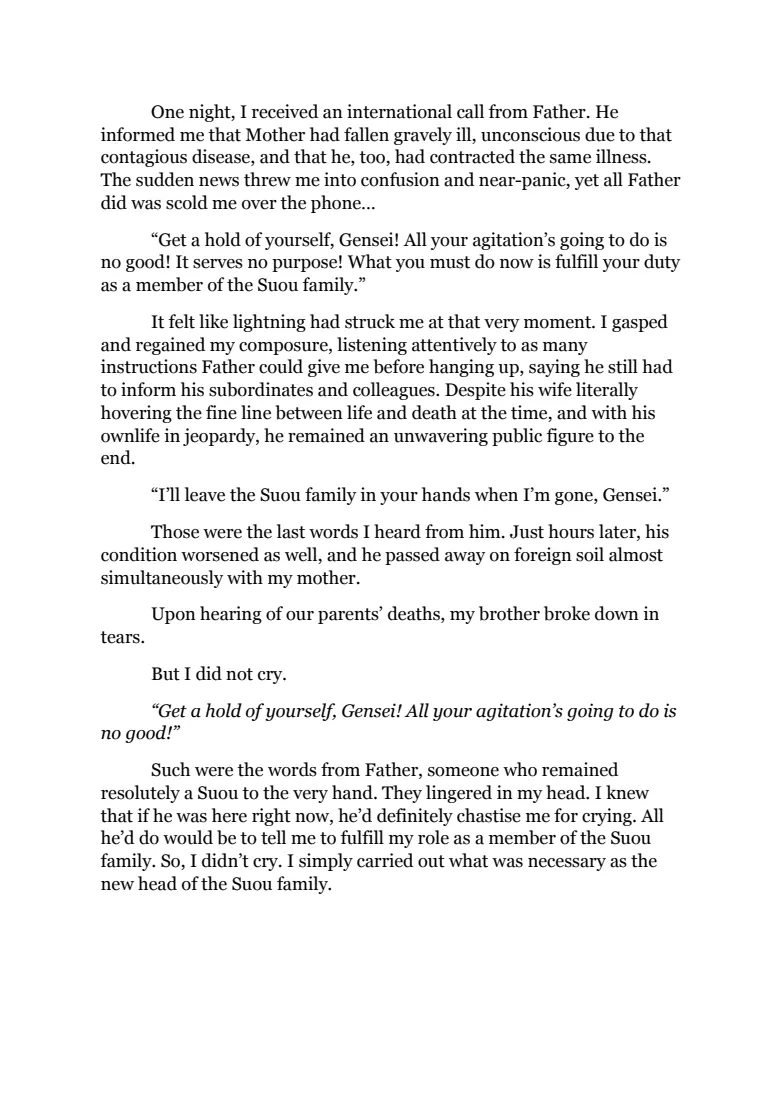 One night, I received an international call from Father. He
informed me that Mother had fallen gravely ill, unconscious due to that
contagious disease, and that he, too, had contracted the same illness.
The sudden news threw me into confusion and near-panic, yet all Father
did was scold me over the phone…
“Get a hold of yourself, Gensei! All your agitation’s going to do is
no good! It serves no purpose! What you must do now is fulfill your duty
as a member of the Suou family.”
It felt like lightning had struck me at that very moment. I gasped
and regained my composure, listening attentively to as many
instructions Father could give me before hanging up, saying he still had
to inform his subordinates and colleagues. Despite his wife literally
hovering the fine line between life and death at the time, and with his
ownlife in jeopardy, he remained an unwavering public figure to the
end.
“I’ll leave the Suou family in your hands when I’m gone, Gensei.”
Those were the last words I heard from him. Just hours later, his
condition worsened as well, and he passed away on foreign soil almost
simultaneously with my mother.
Upon hearing of our parents’ deaths, my brother broke down in
tears.
But I did not cry.
“Get a hold of yourself, Gensei! All your agitation’s going to do is
no good!”
Such were the words from Father, someone who remained
resolutely a Suou to the very hand. They lingered in my head. I knew
that if he was here right now, he’d definitely chastise me for crying. All
he’d do would be to tell me to fulfill my role as a member of the Suou
family. So, I didn’t cry. I simply carried out what was necessary as the
new head of the Suou family.